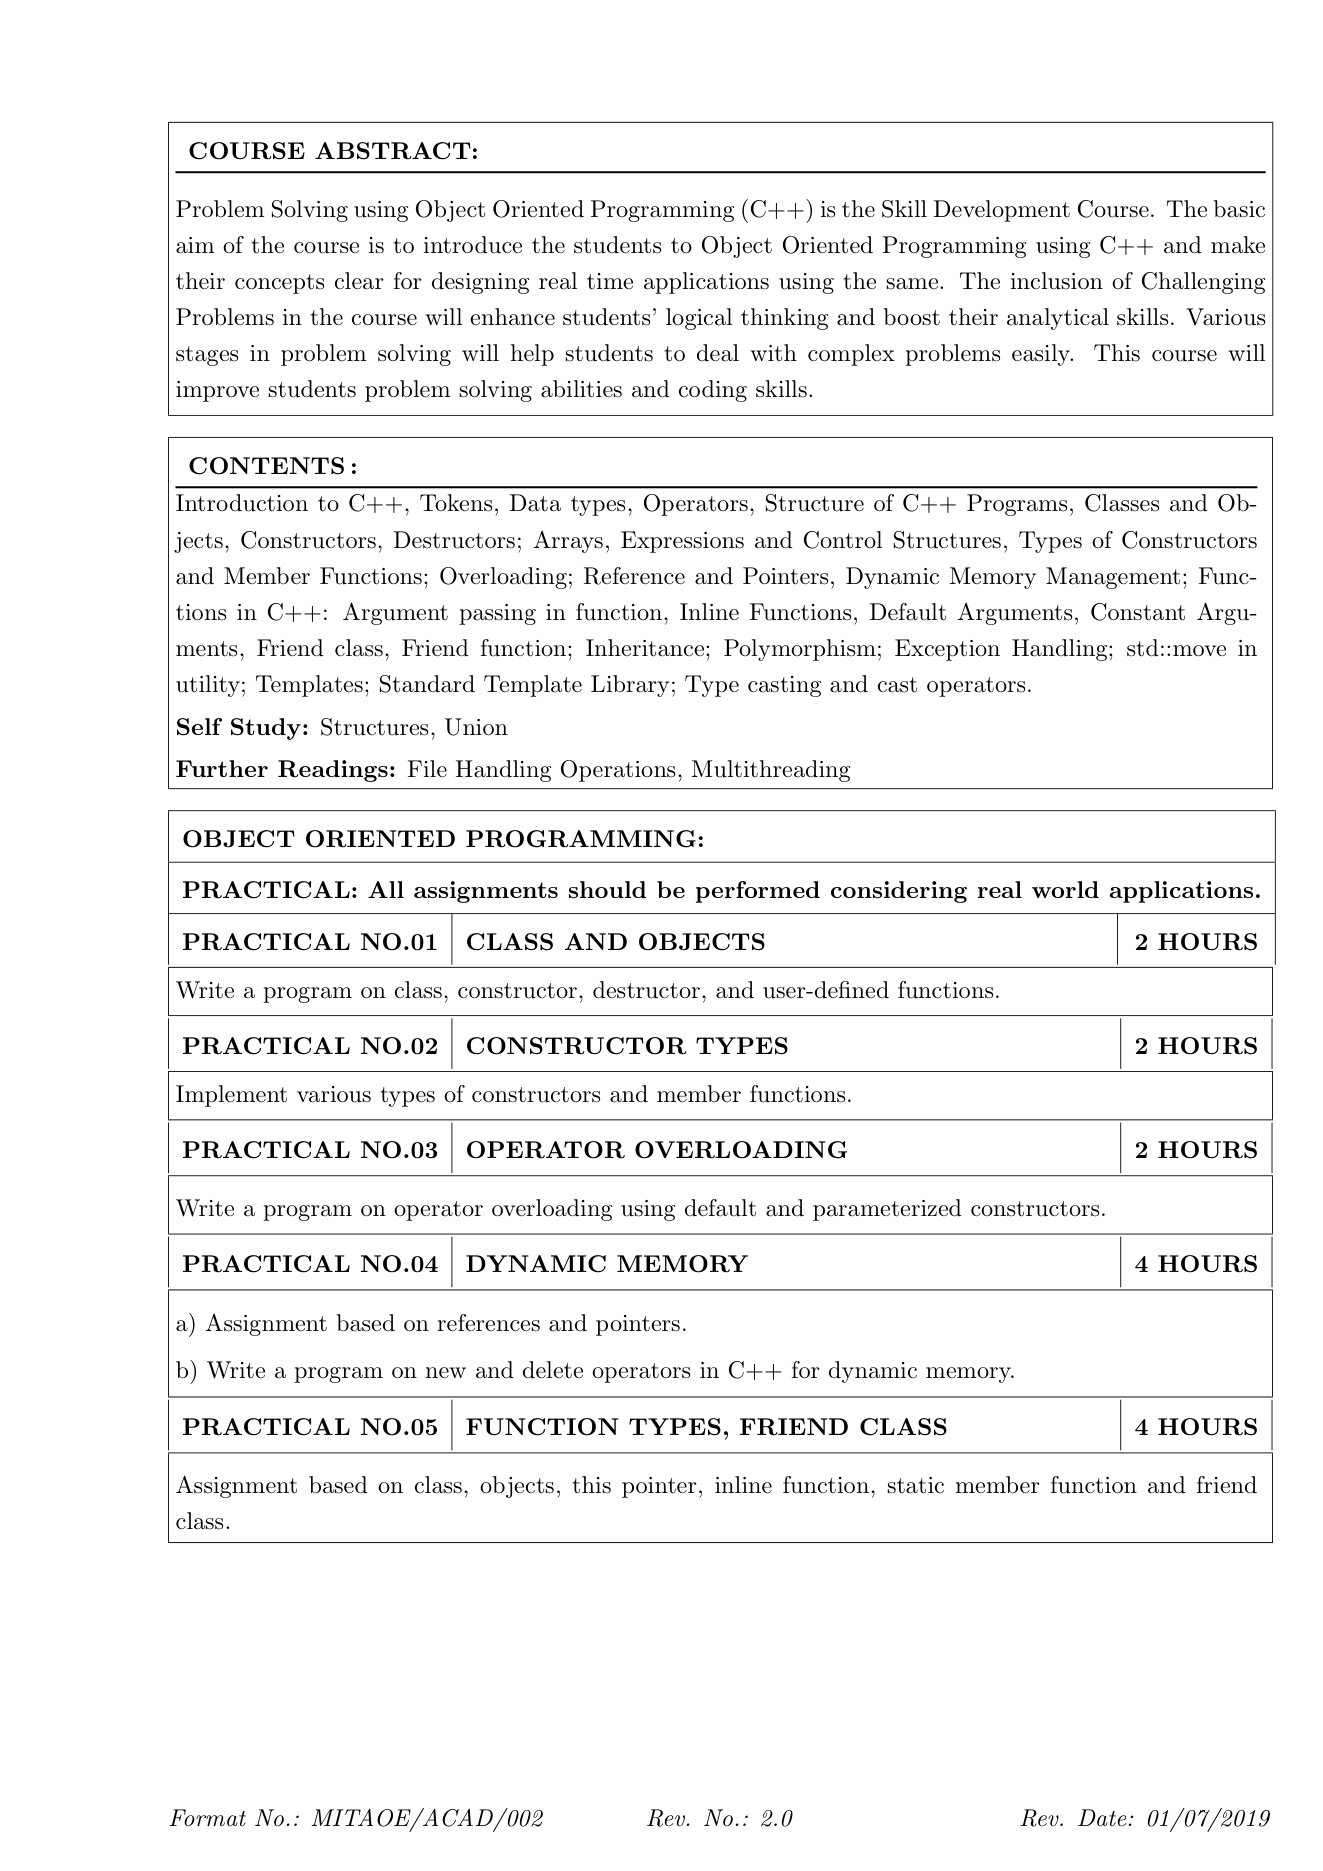 COURSE ABSTRACT:
Problem Solving using Object Oriented Programming (C++) is the Skill Development Course. The basic
aim of the course is to introduce the students to Object Oriented Programming using C++ and make
their concepts clear for designing real time applications using the same. The inclusion of Challenging
Problems in the course will enhance students' logical thinking and boost their analytical skills. Various
stages in problem solving will help students to deal with complex problems easily. This course will
improve students problem solving abilities and coding skills.
CONTENTS :
Introduction to C++, Tokens, Data types, Operators, Structure of C++ Programs, Classes and Ob-
jects, Constructors, Destructors; Arrays, Expressions and Control Structures, Types of Constructors
and Member Functions; Overloading; Reference and Pointers, Dynamic Memory Management; Func-
tions in C++: Argument passing in function, Inline Functions, Default Arguments, Constant Argu-
ments, Friend class, Friend function; Inheritance; Polymorphism; Exception Handling; std::move in
utility; Templates; Standard Template Library; Type casting and cast operators.
Self Study: Structures, Union
Further Readings: File Handling Operations, Multithreading
OBJECT ORIENTED PROGRAMMING:
PRACTICAL: All assignments should be performed considering real world applications.
PRACTICAL NO.01 CLASS AND OBJECTS 2 HOURS
Write a program on class, constructor, destructor, and user-defined functions.
PRACTICAL NO.02 CONSTRUCTOR TYPES 2 HOURS
Implement various types of constructors and member functions.
PRACTICAL NO.03 OPERATOR OVERLOADING 2 HOURS
Write a program on operator overloading using default and parameterized constructors.
PRACTICAL NO.04 DYNAMIC MEMORY 4 HOURS
a) Assignment based on references and pointers.
b) Write a program on new and delete operators in C++ for dynamic memory.
PRACTICAL NO.05 FUNCTION TYPES, FRIEND CLASS 4 HOURS
Assignment based on class, objects, this pointer, inline function, static member function and friend
class.
Format No.: MITAOE/ACAD/002 Rev. No.: 2.0 Rev. Date: 01/07/2019